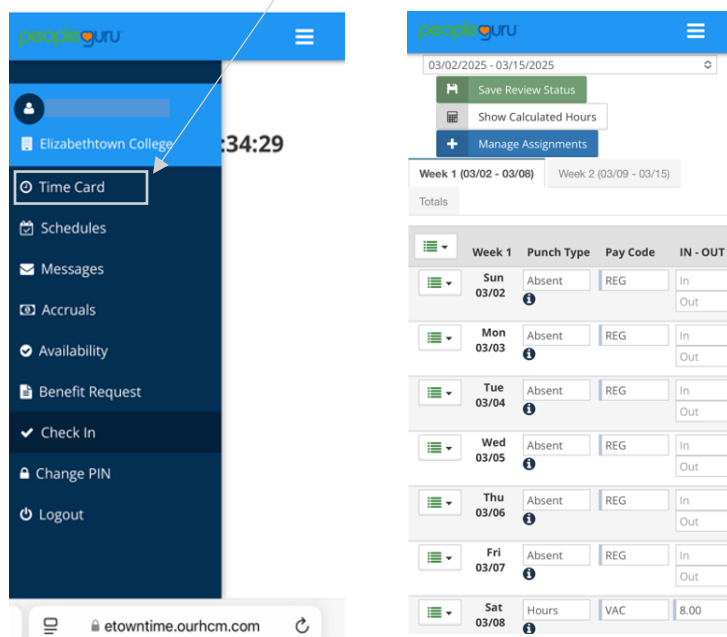 peopleguru
Elizabethtown College
:34:29
Time Card
Schedules
Messages
Accruals
Availability
Benefit Request
Check In
Change PIN
Logout
etowntime.ourhcm.com
peopleguru
03/02/2025 - 03/15/2025
Save Review Status
Show Calculated Hours
Manage Assignments
Week 1 (03/02 - 03/08) Week 2 (03/09 - 03/15)
Totals
Week 1 Punch Type Pay Code IN - OUT
Sun Absent REG In
03/02 Out
Mon Absent REG In
03/03 Out
Tue Absent REG In
03/04 Out
Wed Absent REG In
03/05 Out
Thu Absent REG In
03/06 Out
Fri Absent REG In
03/07 Out
Sat Hours VAC 8.00
03/08